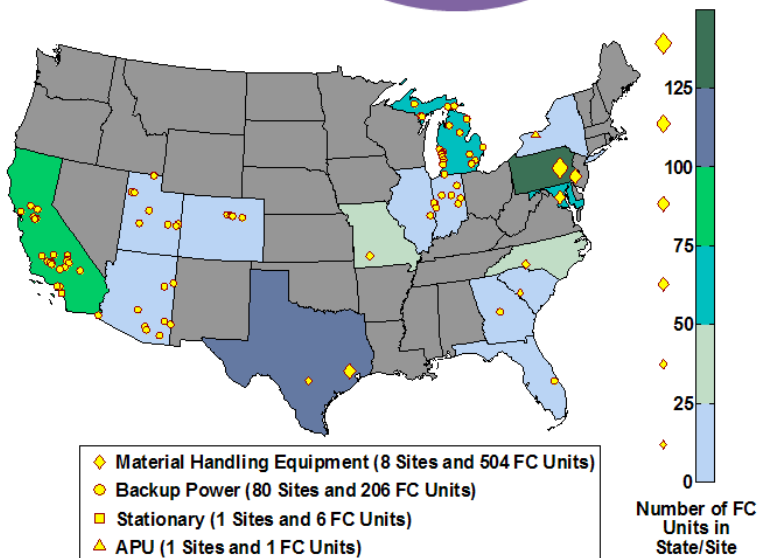 125
100
75
50
25
0
Number of FC
Units in
State/Site
Material Handling Equipment (8 Sites and 504 FC Units)
Backup Power (80 Sites and 206 FC Units)
Stationary (1 Sites and 6 FC Units)
APU (1 Sites and 1 FC Units)